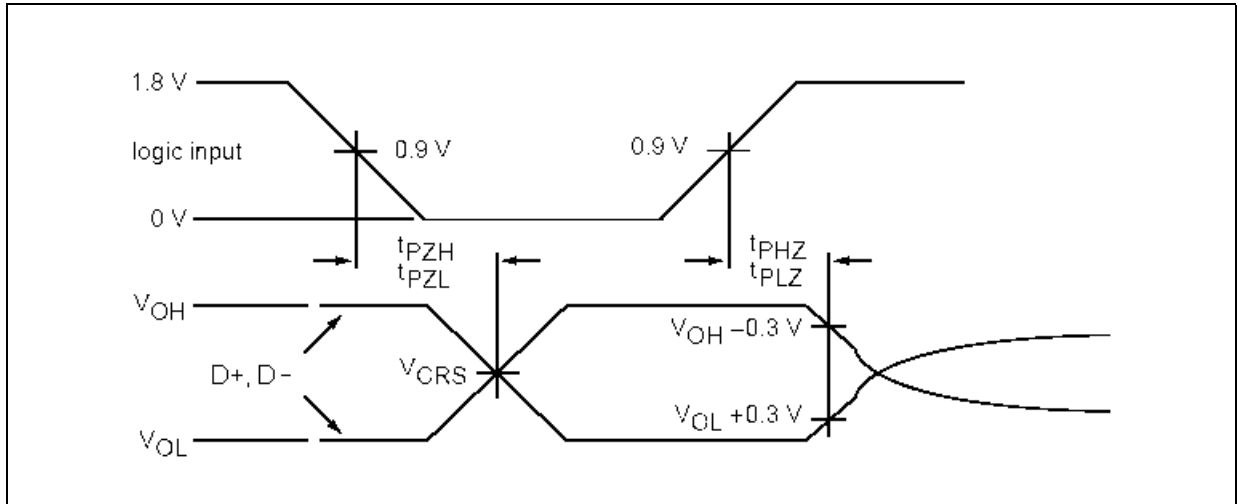 1.8 V
logic input
0.9 V
0.9 V
0 V
tPZH
tPZL
tPHZ
tPLZ
VOH
VOH –0.3 V
D+, D–
VCRS
VOL +0.3 V
VOL